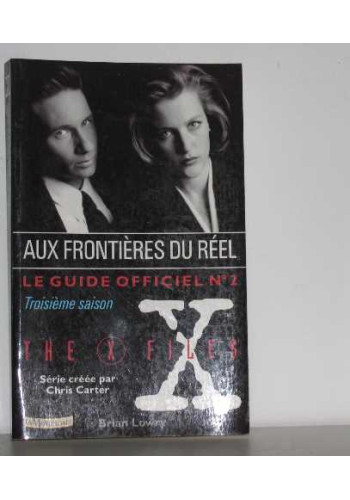 AUX FRONTIÈRES DU RÉEL
LE GUIDE OFFICIEL N°2
Troisième saison
THE X FILES
X
Série créée par
Chris Carter
Brian Lowry